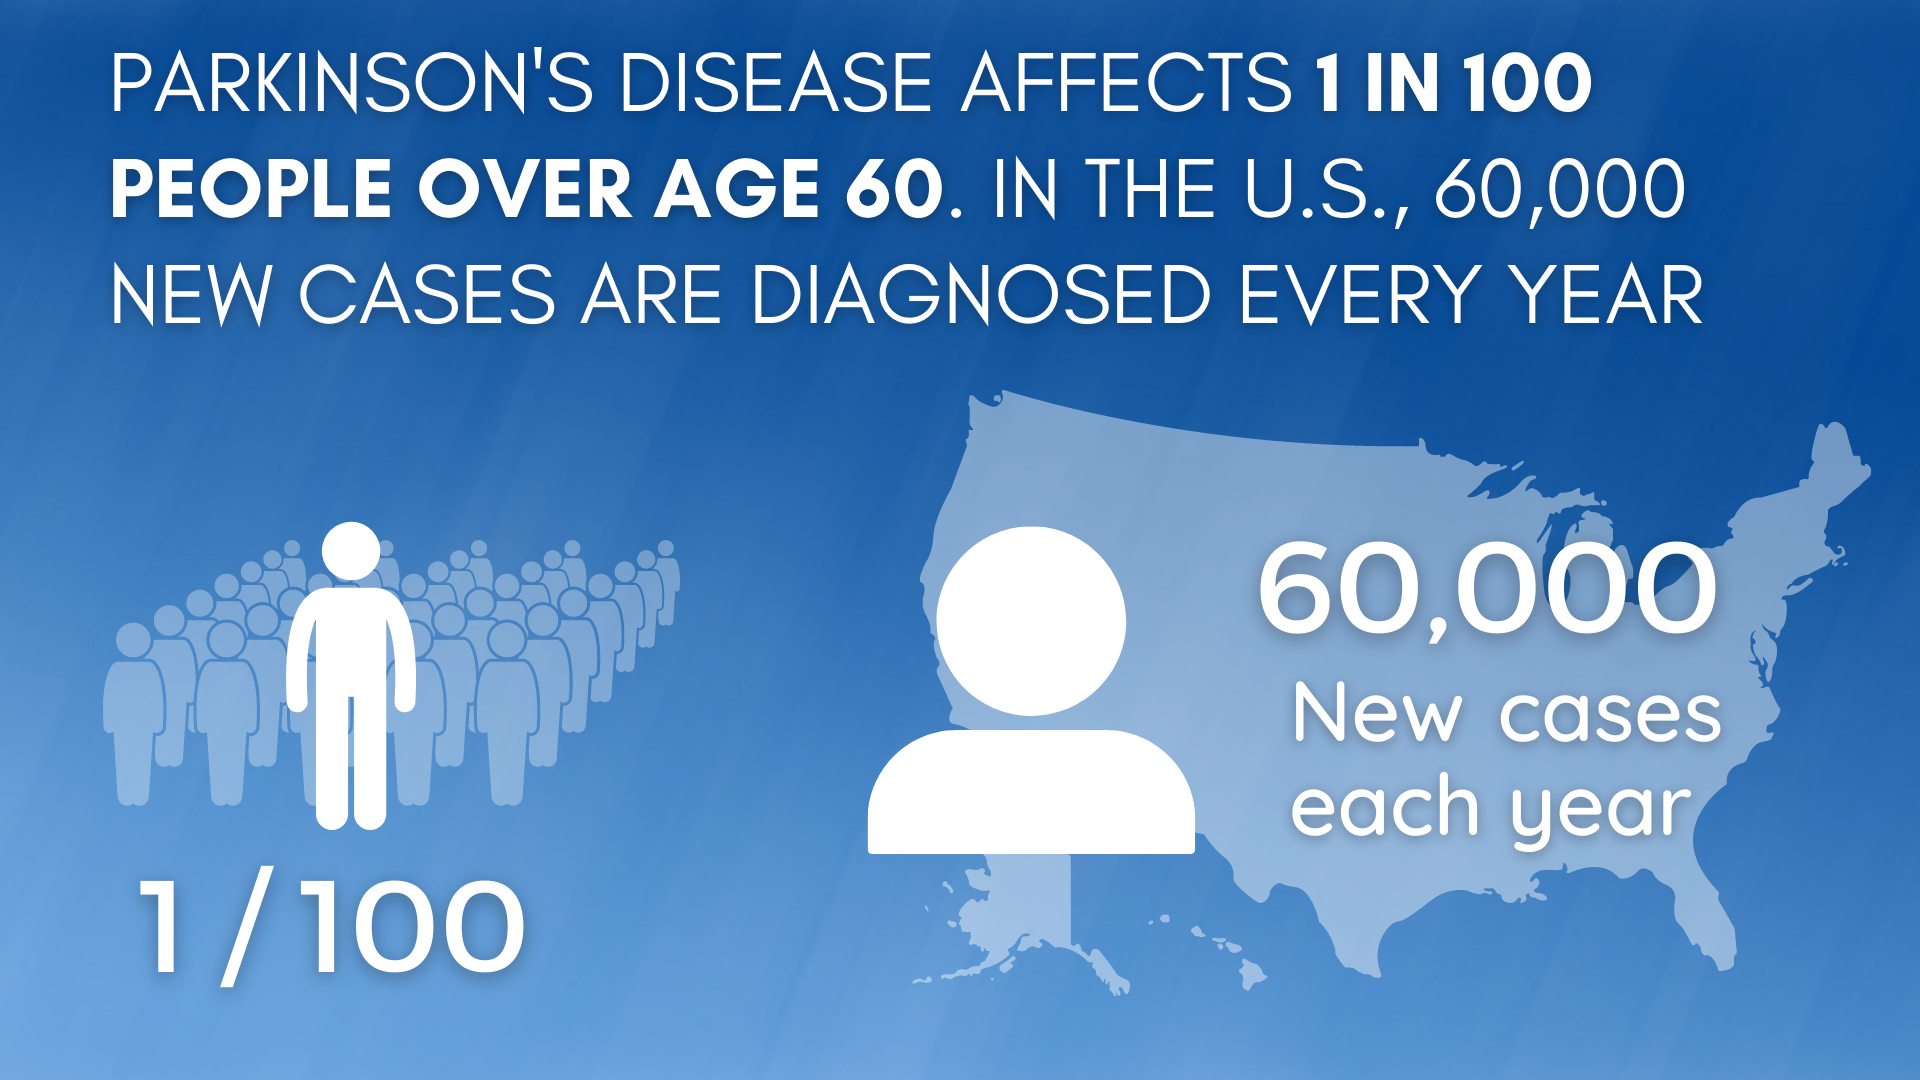 PARKINSON'S DISEASE AFFECTS 1 IN 100
PEOPLE OVER AGE 60. IN THE U.S., 60,000
NEW CASES ARE DIAGNOSED EVERY YEAR
1 / 100
60,000
New cases
each year